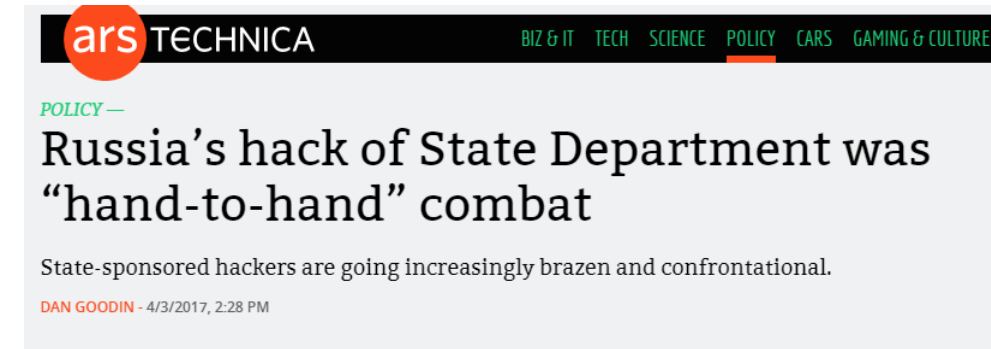 ars TECHNICA
BIZ & IT TECH SCIENCE POLICY CARS GAMING & CULTURE
POLICY —
Russia’s hack of State Department was
“hand-to-hand” combat
State-sponsored hackers are going increasingly brazen and confrontational.
DAN GOODIN - 4/3/2017, 2:28 PM